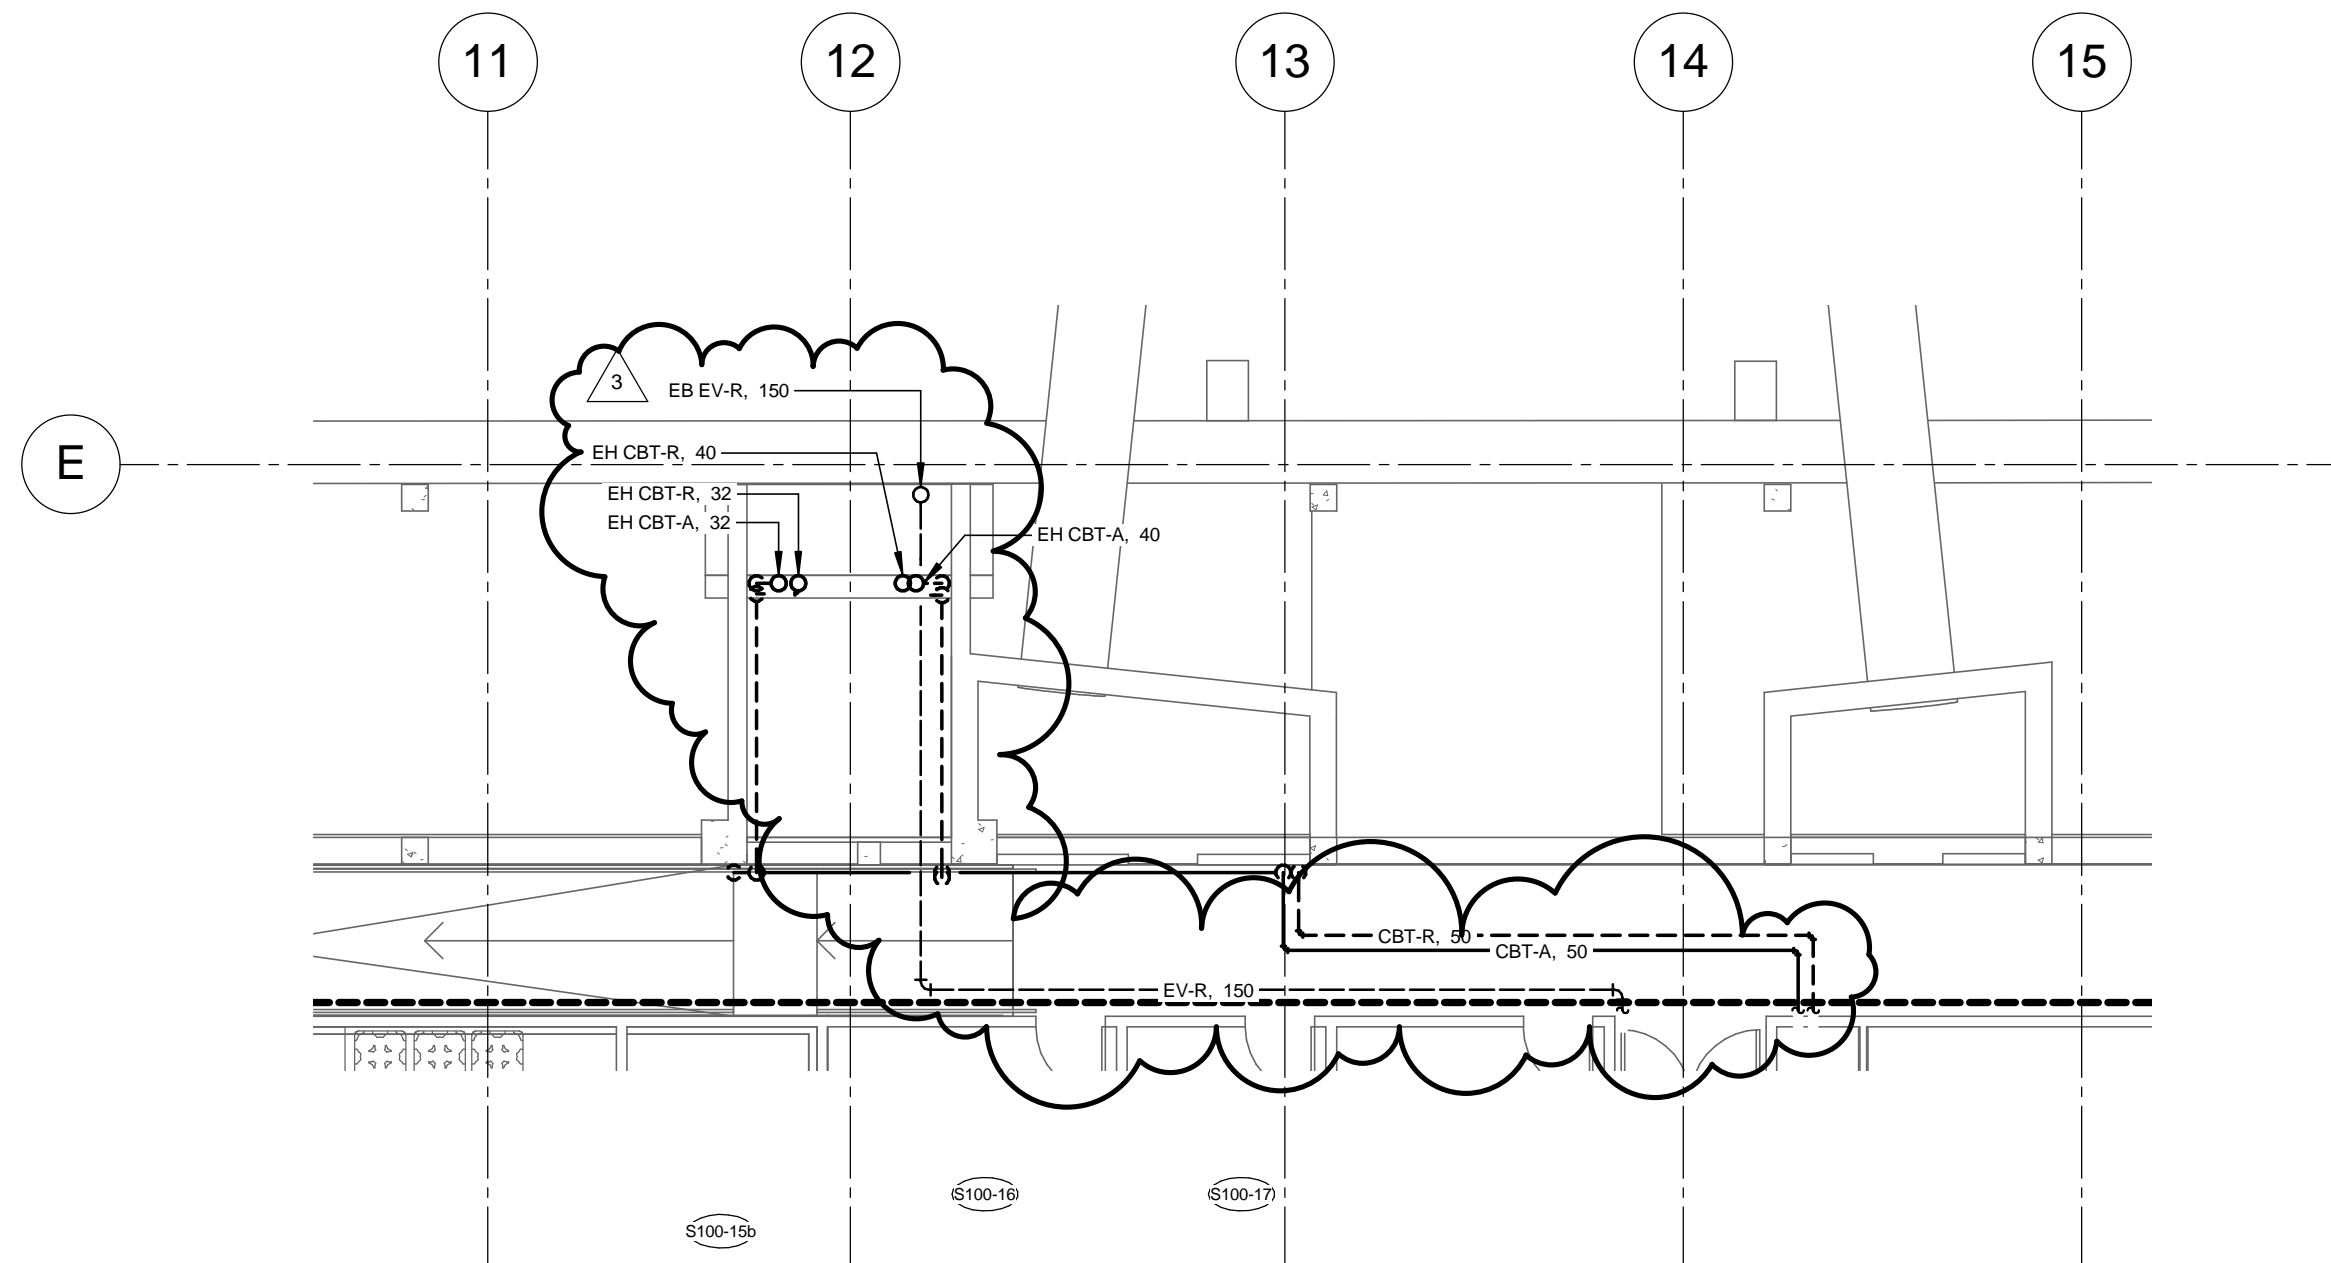 11
12
13
14
15
3
EB EV-R, 150
EH CBT-R, 40
E
EH CBT-R, 32
EH CBT-A, 32
EH CBT-A, 40
CBT-R, 50
CBT-A, 50
EV-R, 150
S100-16
S100-17
S100-15b